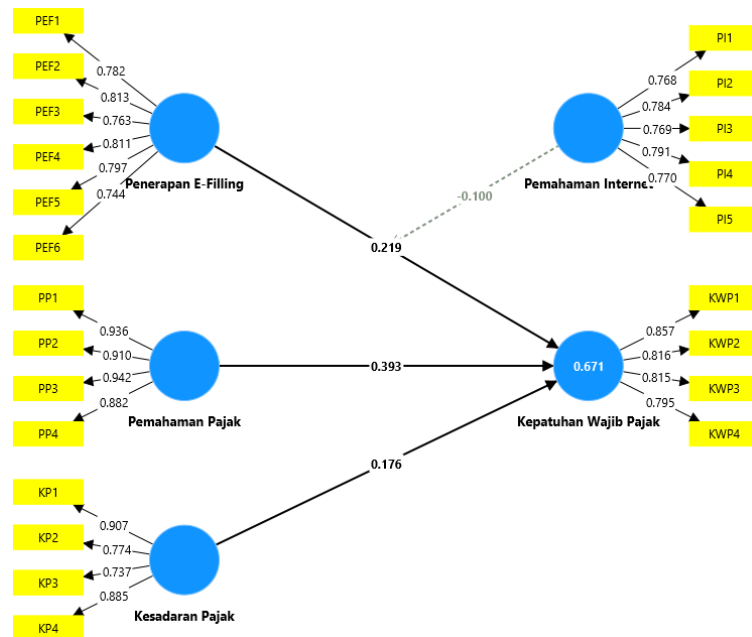 PEF1
PEF2
PEF3
PEF4
PEF5
PEF6
0.782
0.813
0.763
0.811
0.797
0.744
Penerapan E-Filling
PI1
PI2
PI3
PI4
PI5
0.768
0.784
0.769
0.791
0.770
Pemahaman Internet
-0.100
0.219
PP1
PP2
PP3
PP4
0.936
0.910
0.942
0.882
Pemahaman Pajak
0.393
0.671
Kepatuhan Wajib Pajak
KWP1
KWP2
KWP3
KWP4
0.857
0.816
0.815
0.795
0.176
KP1
KP2
KP3
KP4
0.907
0.774
0.737
0.885
Kesadaran Pajak